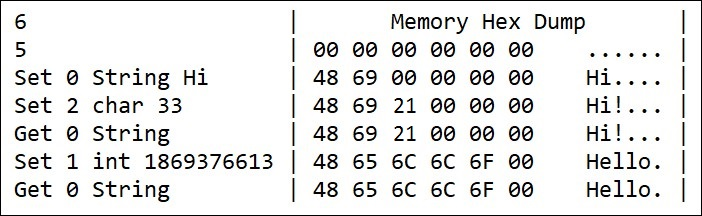 6 | Memory Hex Dump |
5 | 00 00 00 00 00 00 ...... |
Set 0 String Hi | 48 69 00 00 00 00 Hi.... |
Set 2 char 33 | 48 69 21 00 00 00 Hi!... |
Get 0 String | 48 69 21 00 00 00 Hi!... |
Set 1 int 1869376613 | 48 65 6C 6C 6F 00 Hello. |
Get 0 String | 48 65 6C 6C 6F 00 Hello. |